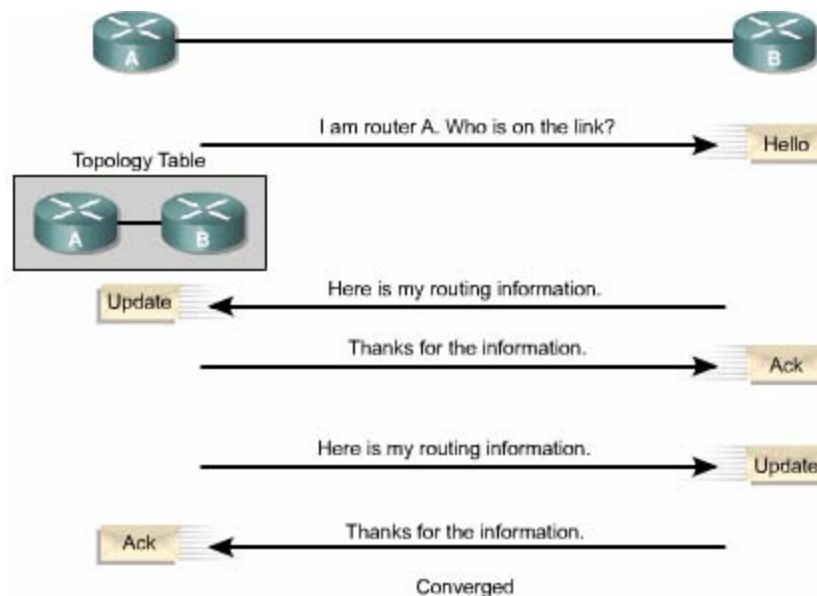 A
B
I am router A. Who is on the link?
Hello
Topology Table
A
B
Here is my routing information.
Update
Thanks for the information.
Ack
Here is my routing information.
Update
Thanks for the information.
Ack
Converged